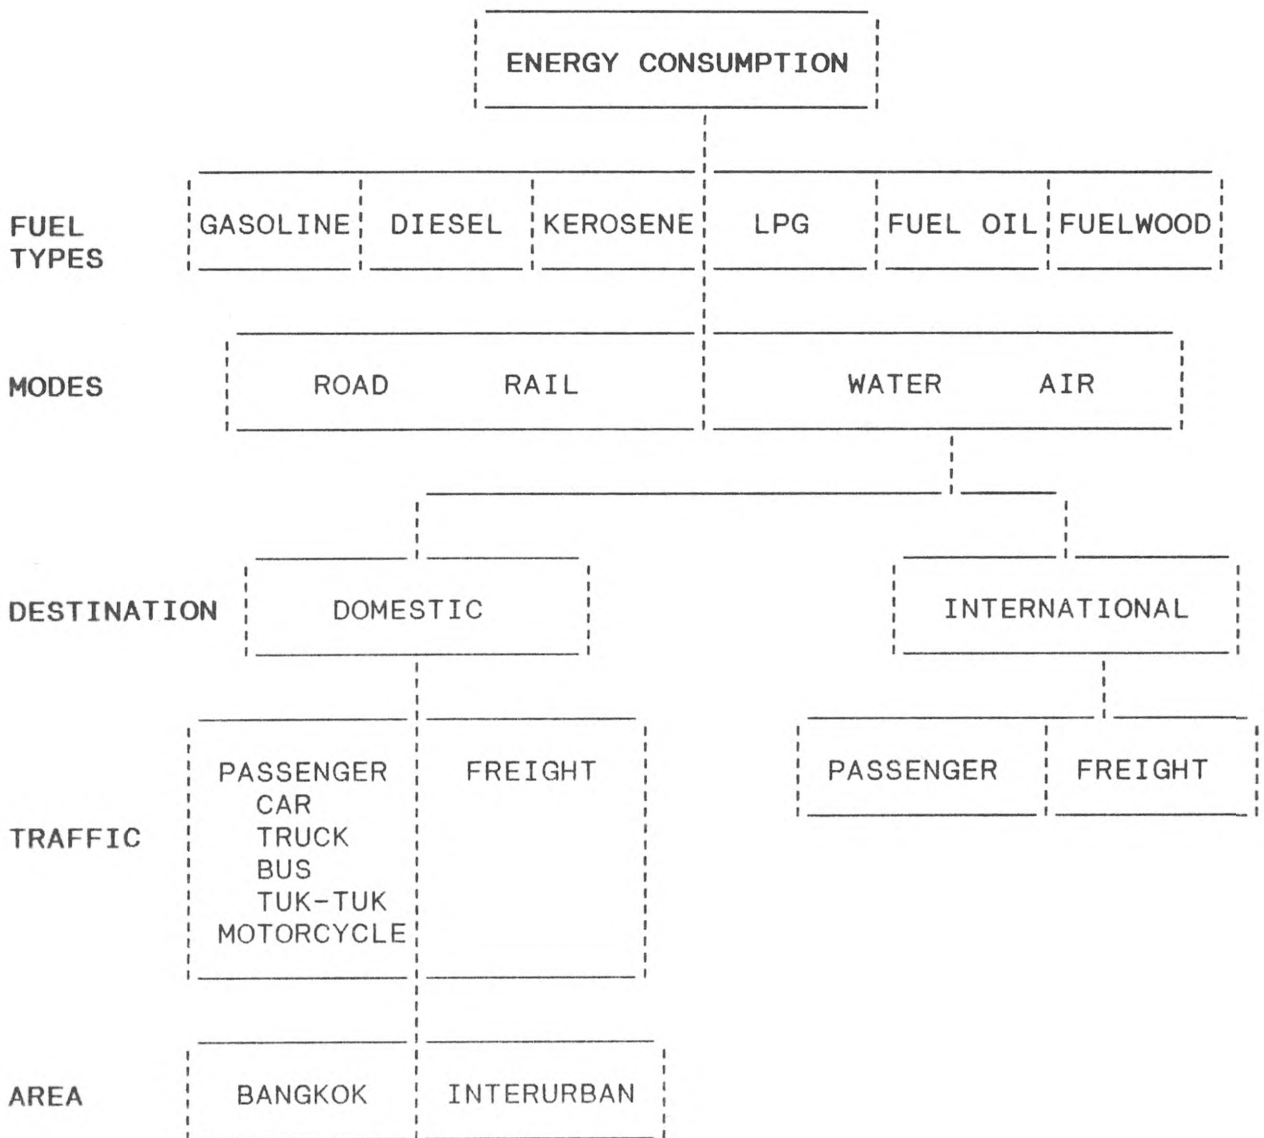 ENERGY CONSUMPTION
FUEL TYPES
GASOLINE DIESEL KEROSENE LPG FUEL OIL FUELWOOD
MODES
ROAD RAIL WATER AIR
DESTINATION
DOMESTIC INTERNATIONAL
TRAFFIC
PASSENGER FREIGHT PASSENGER FREIGHT
CAR
TRUCK
BUS
TUK-TUK
MOTORCYCLE
AREA
BANGKOK INTERURBAN